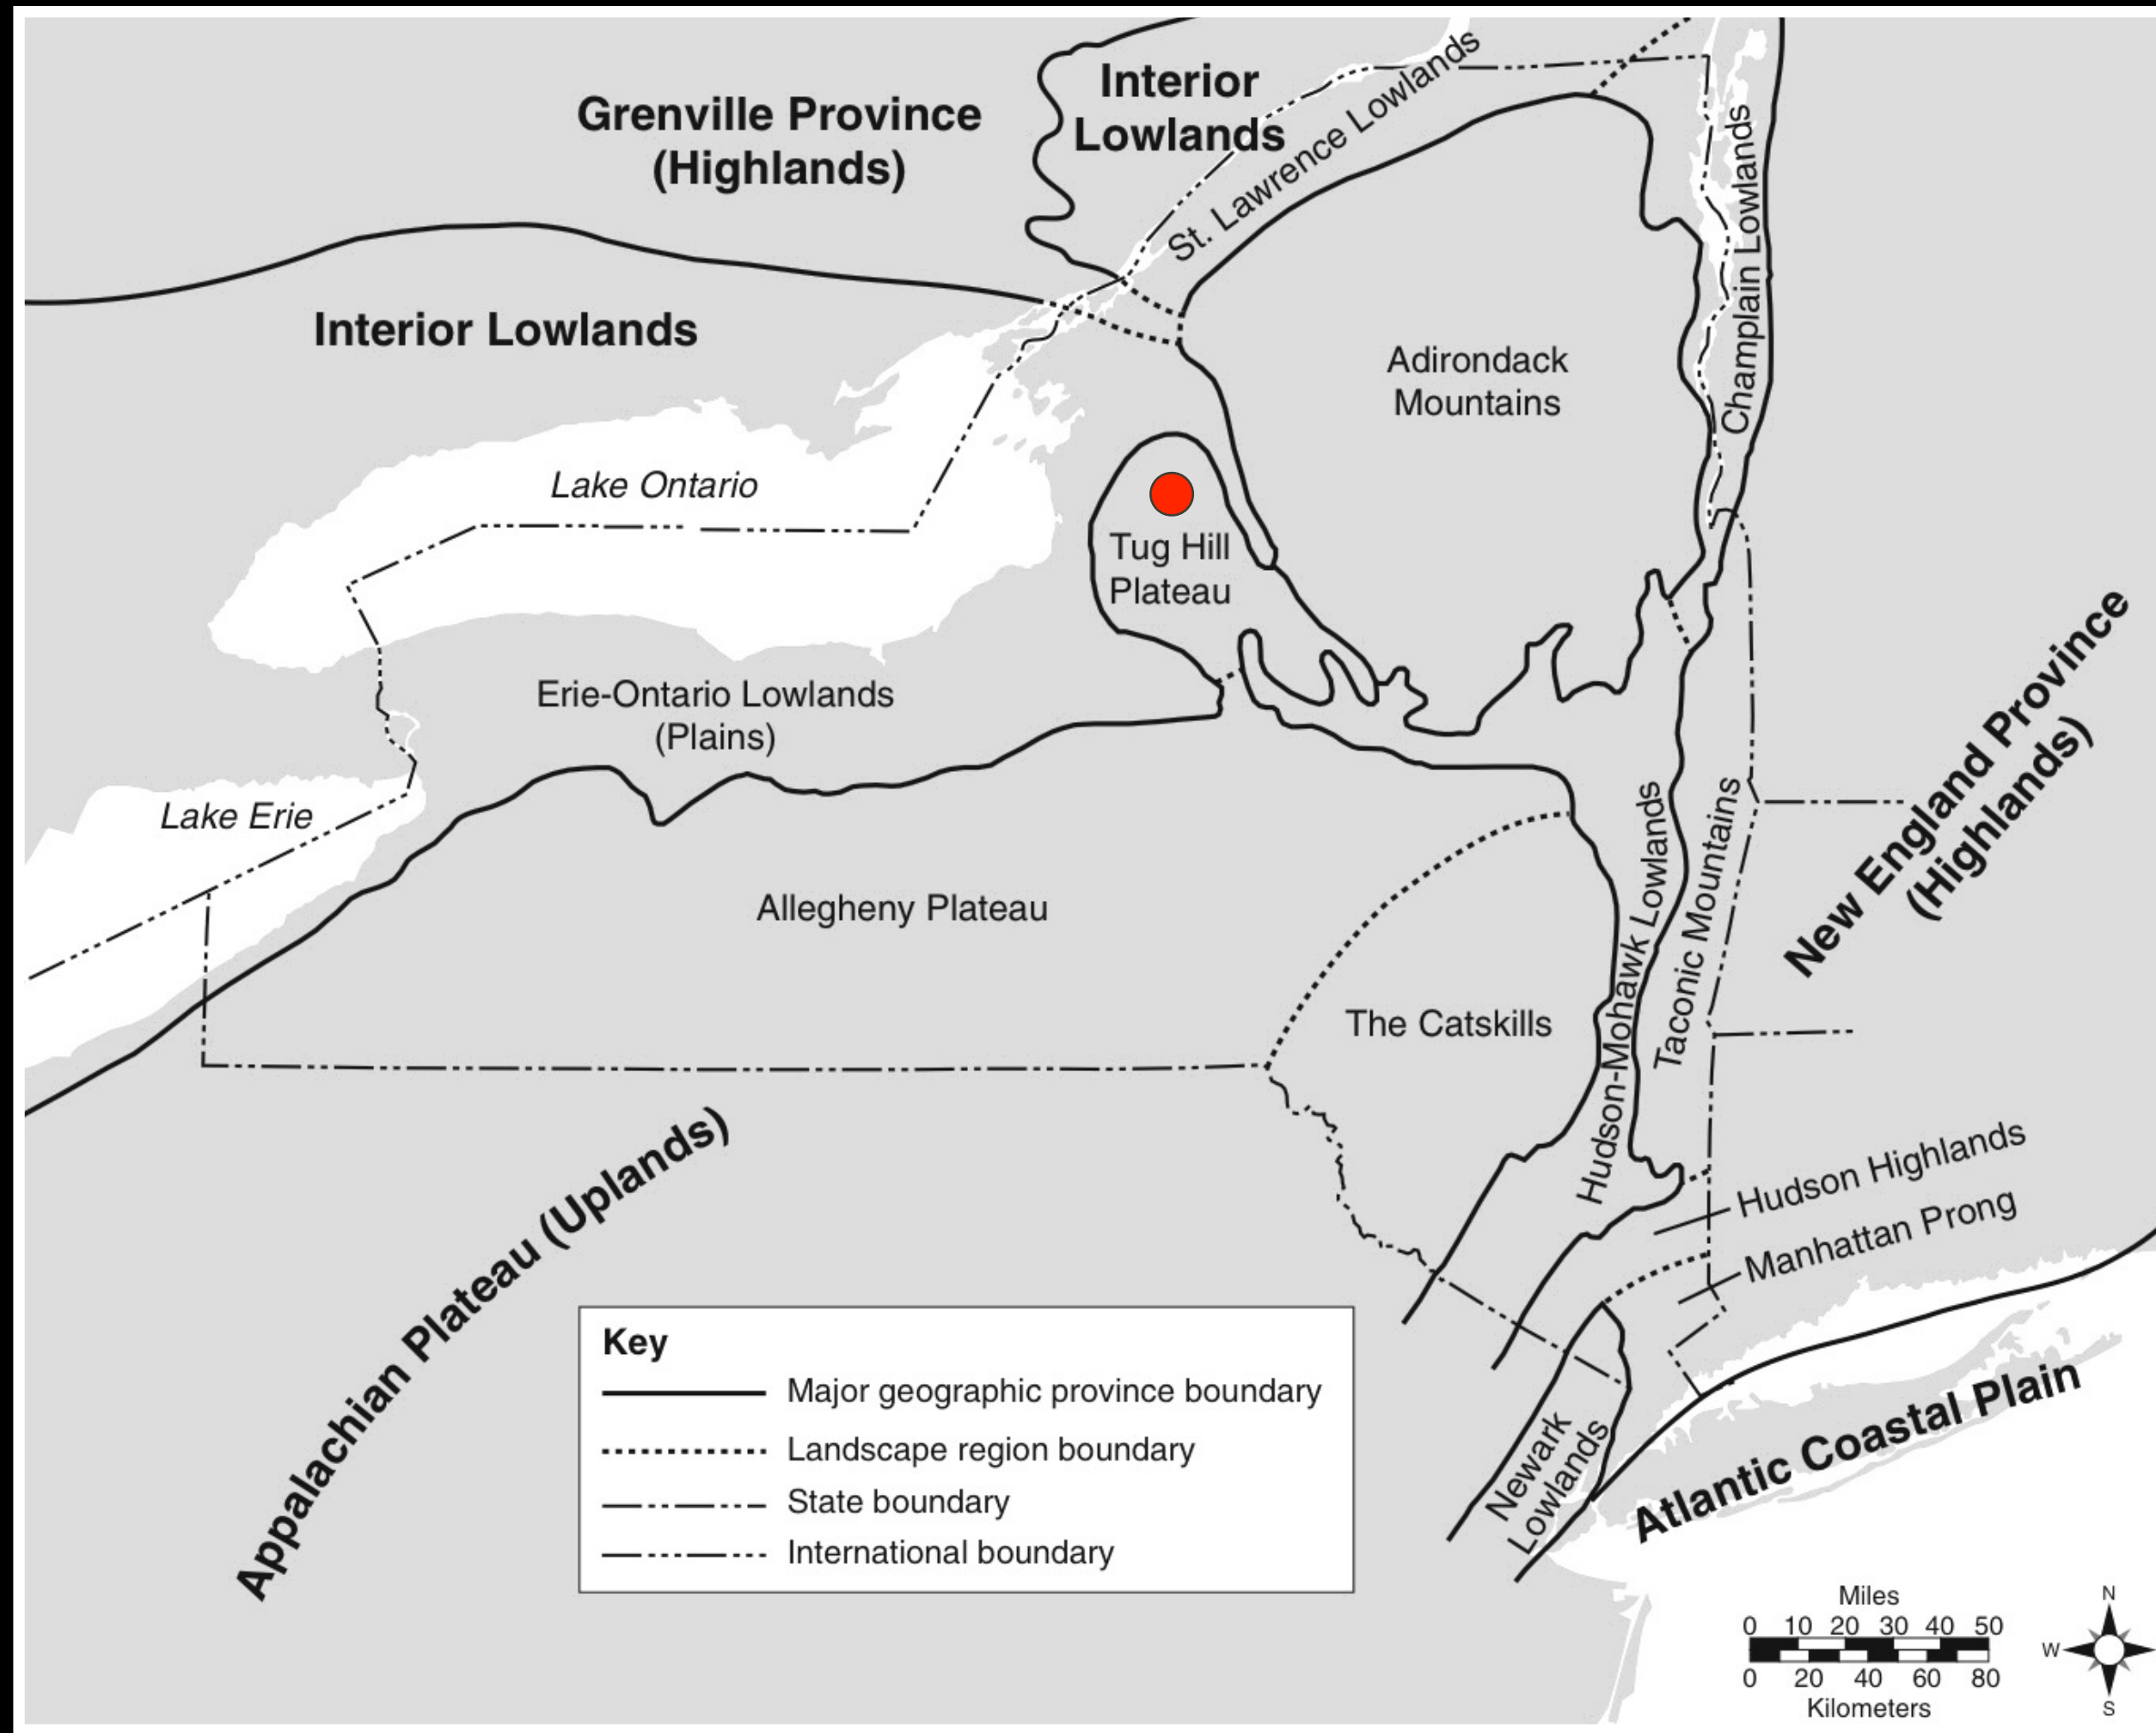 Grenville Province
(Highlands)
Interior
Lowlands
St. Lawrence Lowlands
Champlain Lowlands
Interior Lowlands
Adirondack
Mountains
Lake Ontario
Tug Hill
Plateau
Erie-Ontario Lowlands
(Plains)
Lake Erie
New England Province
(Highlands)
Allegheny Plateau
The Catskills
Hudson-Mohawk Lowlands
Taconic Mountains
Appalachian Plateau (Uplands)
Hudson Highlands
Manhattan Prong
Newark
Lowlands
Atlantic Coastal Plain
Key
Major geographic province boundary
Landscape region boundary
State boundary
International boundary
Miles
0 10 20 30 40 50
0 20 40 60 80
Kilometers
N
W
S